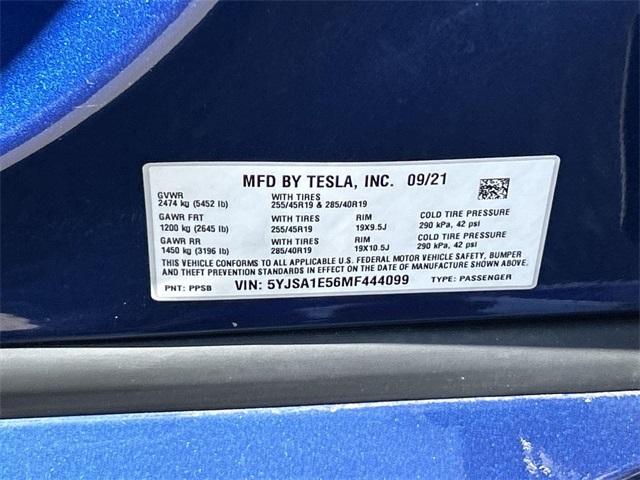 MFD BY TESLA, INC. 09/21
GVWR WITH TIRES
2474 kg (5452 lb) 255/45R19 & 285/40R19
GAWR FRT WITH TIRES RIM COLD TIRE PRESSURE
1200 kg (2645 lb) 255/45R19 19X9.5J 290 kPa, 42 psi
GAWR RR WITH TIRES RIM COLD TIRE PRESSURE
1450 kg (3196 lb) 285/40R19 19X10.5J 290 kPa, 42 psi
THIS VEHICLE CONFORMS TO ALL APPLICABLE U.S. FEDERAL MOTOR VEHICLE SAFETY, BUMPER
AND THEFT PREVENTION STANDARDS IN EFFECT ON THE DATE OF MANUFACTURE SHOWN ABOVE.
PNT: PPSB VIN: 5YJSA1E56MF444099 TYPE: PASSENGER